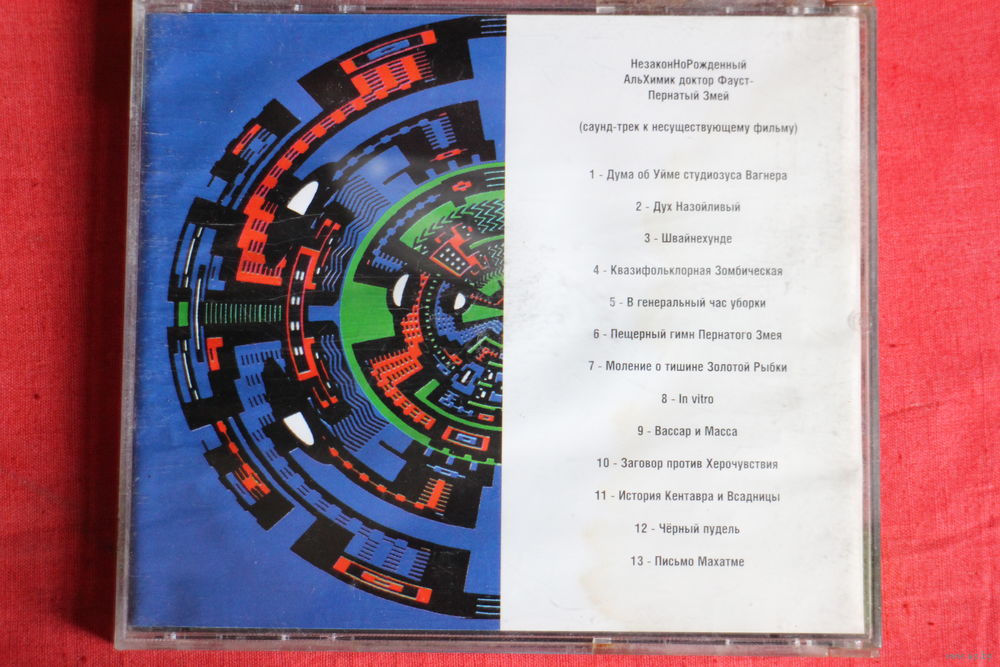 НезаконНоРожденный
АльХимик доктор Фауст-
Пернатый Змей
(саунд-трек к несуществующему фильму)
1 - Дума об Уйме студиозуса Вагнера
2 - Дух Назойливый
3 - Швайнехунде
4 - Квазифольклорная Зомбическая
5 - В генеральный час уборки
6 - Пещерный гимн Пернатого Змея
7 - Моление о тишине Золотой Рыбки
8 - In vitro
9 - Вассар и Масса
10 - Заговор против Херочувствия
11 - История Кентавра и Всадницы
12 - Чёрный пудель
13 - Письмо Махатме